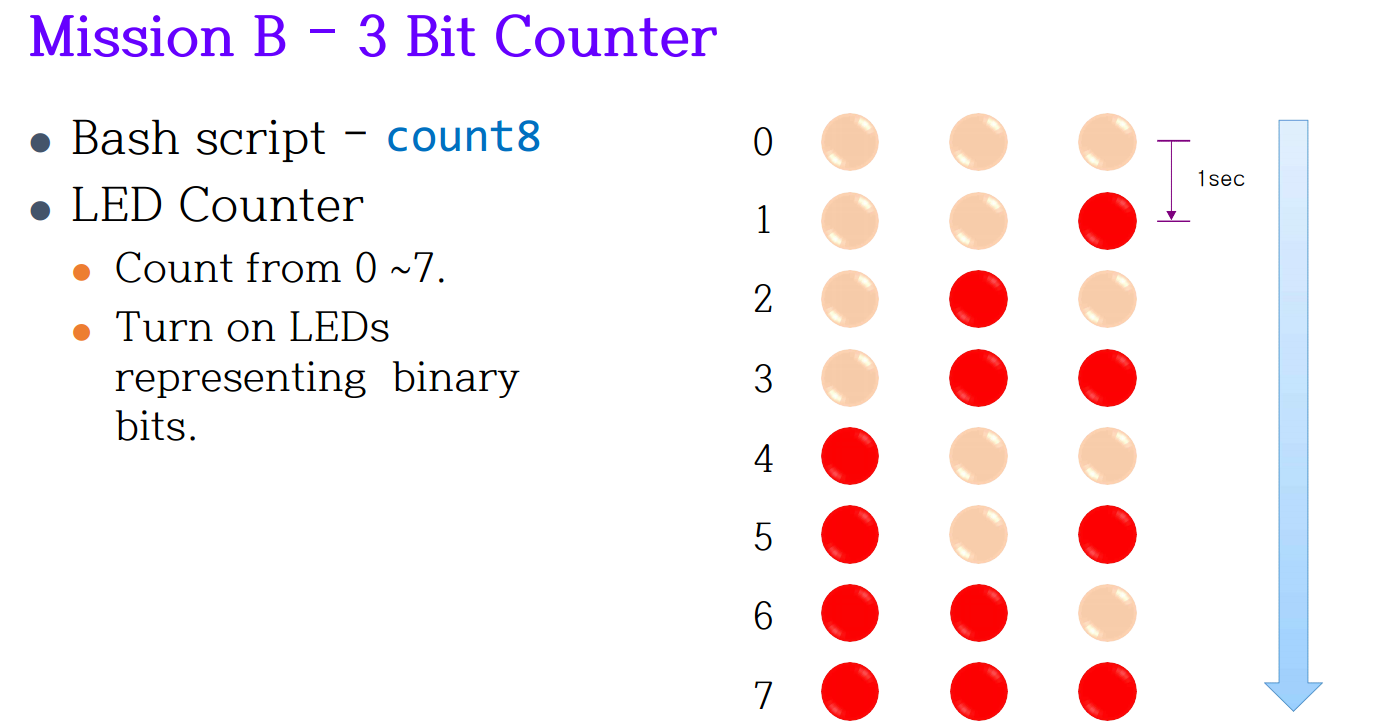 Mission B - 3 Bit Counter
Bash script - count8
LED Counter
Count from 0 ~7.
Turn on LEDs
representing binary
bits.
0
1sec
1
2
3
4
5
6
7